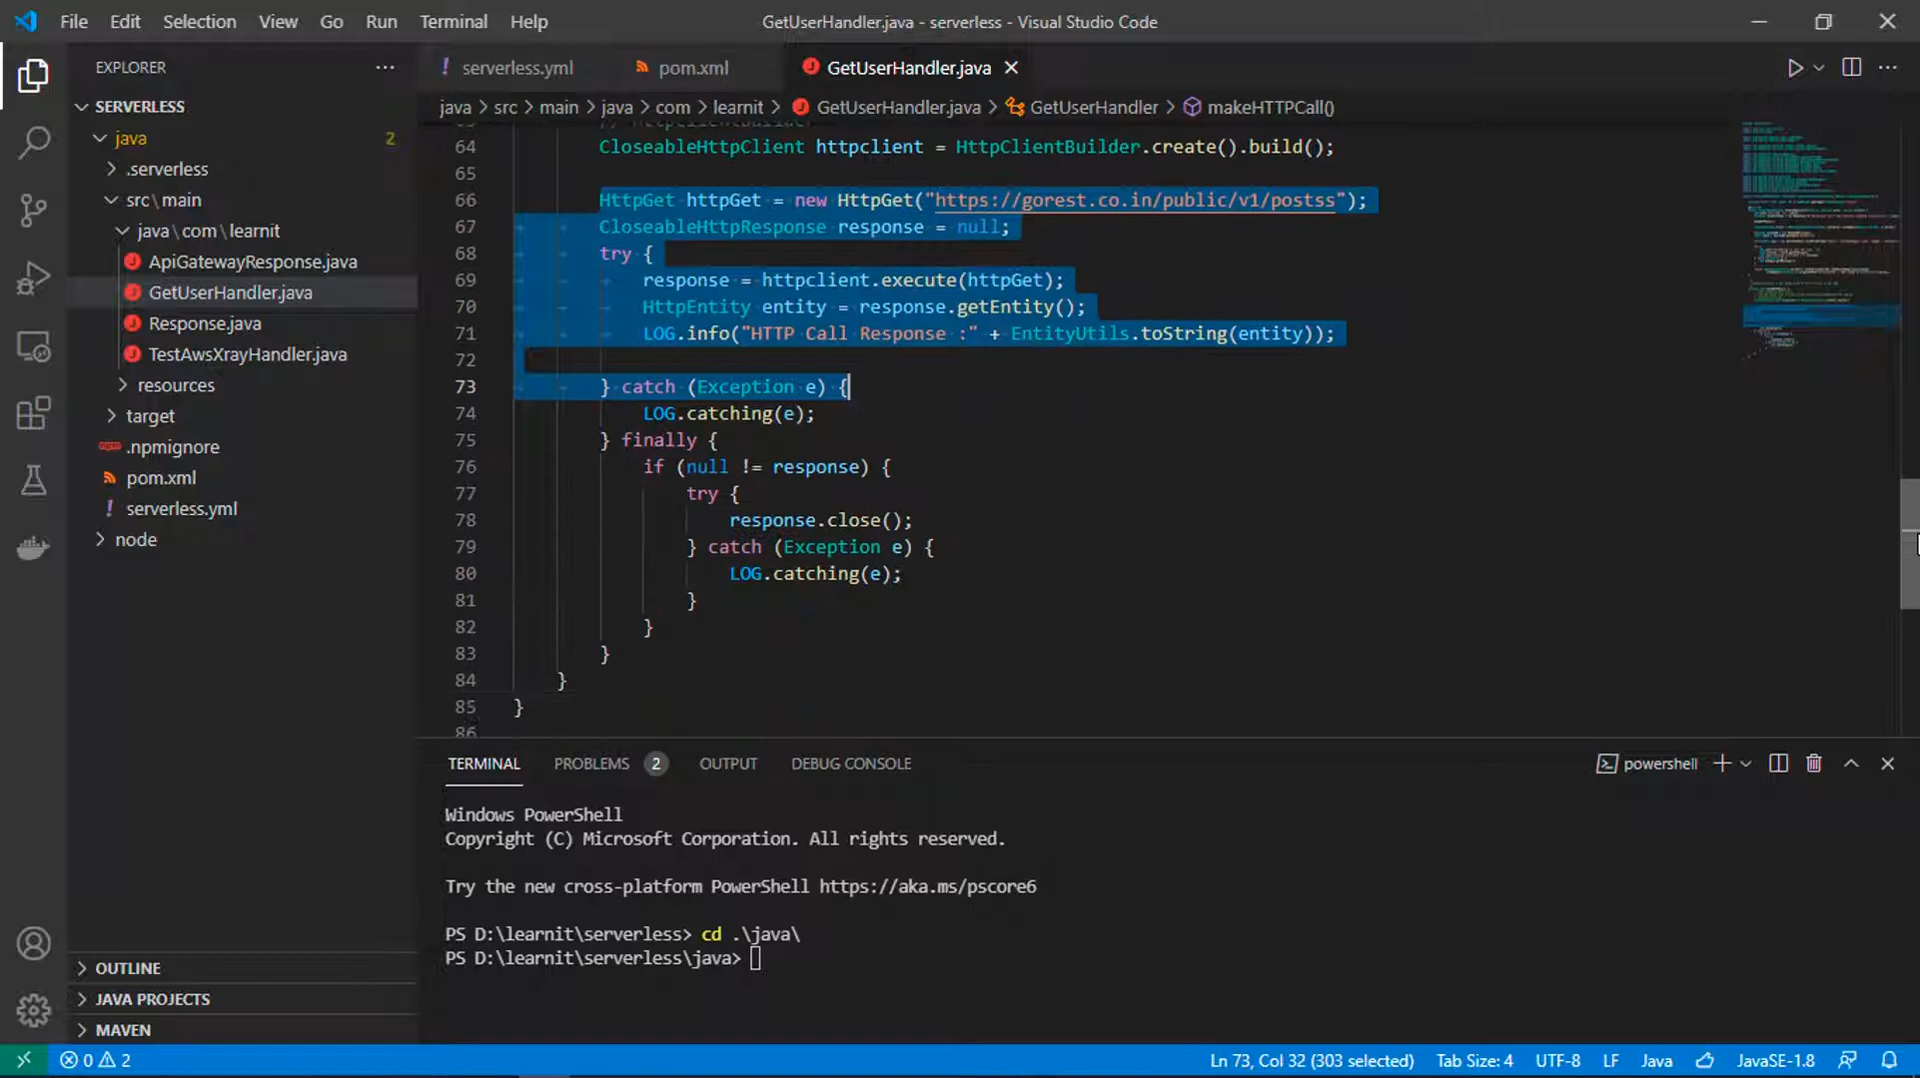 File Edit Selection View Go Run Terminal Help
GetUserHandler.java - serverless - Visual Studio Code
EXPLORER
SERVERLESS
java 2
.serverless
src\main
java\com\learnit
ApiGatewayResponse.java
GetUserHandler.java
Response.java
TestAwsXrayHandler.java
resources
target
.npmignore
pom.xml
serverless.yml
node
OUTLINE
JAVA PROJECTS
MAVEN
! serverless.yml pom.xml GetUserHandler.java
java > src > main > java > com > learnit > GetUserHandler.java > GetUserHandler > makeHTTPCall()
64 CloseableHttpClient httpclient = HttpClientBuilder.create().build();
65
66 HttpGet httpGet = new HttpGet("https://gorest.co.in/public/v1/postss");
67 CloseableHttpResponse response = null;
68 try {
69 response = httpclient.execute(httpGet);
70 HttpEntity entity = response.getEntity();
71 LOG.info("HTTP Call Response :" + EntityUtils.toString(entity));
72
73 } catch (Exception e) {
74 LOG.catching(e);
75 } finally {
76 if (null != response) {
77 try {
78 response.close();
79 } catch (Exception e) {
80 LOG.catching(e);
81 }
82 }
83 }
84 }
85 }
86
TERMINAL PROBLEMS 2 OUTPUT DEBUG CONSOLE
powershell
Windows PowerShell
Copyright (C) Microsoft Corporation. All rights reserved.
Try the new cross-platform PowerShell https://aka.ms/pscore6
PS D:\learnit\serverless> cd .\java\
PS D:\learnit\serverless\java>
0 2
Ln 73, Col 32 (303 selected) Tab Size: 4 UTF-8 LF Java JavaSE-1.8